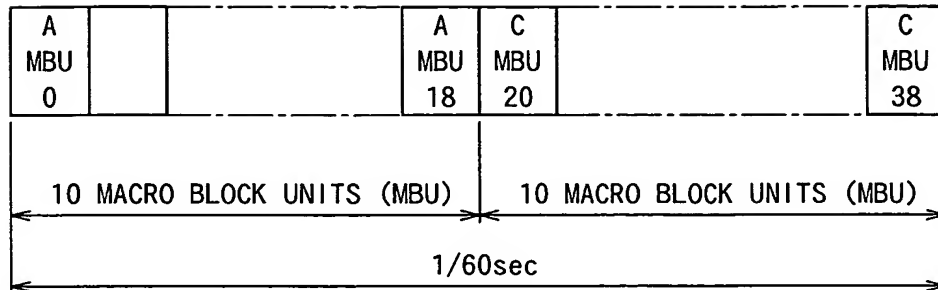 A
MBU
0
A
MBU
18
C
MBU
20
C
MBU
38
10 MACRO BLOCK UNITS (MBU)
10 MACRO BLOCK UNITS (MBU)
1/60sec